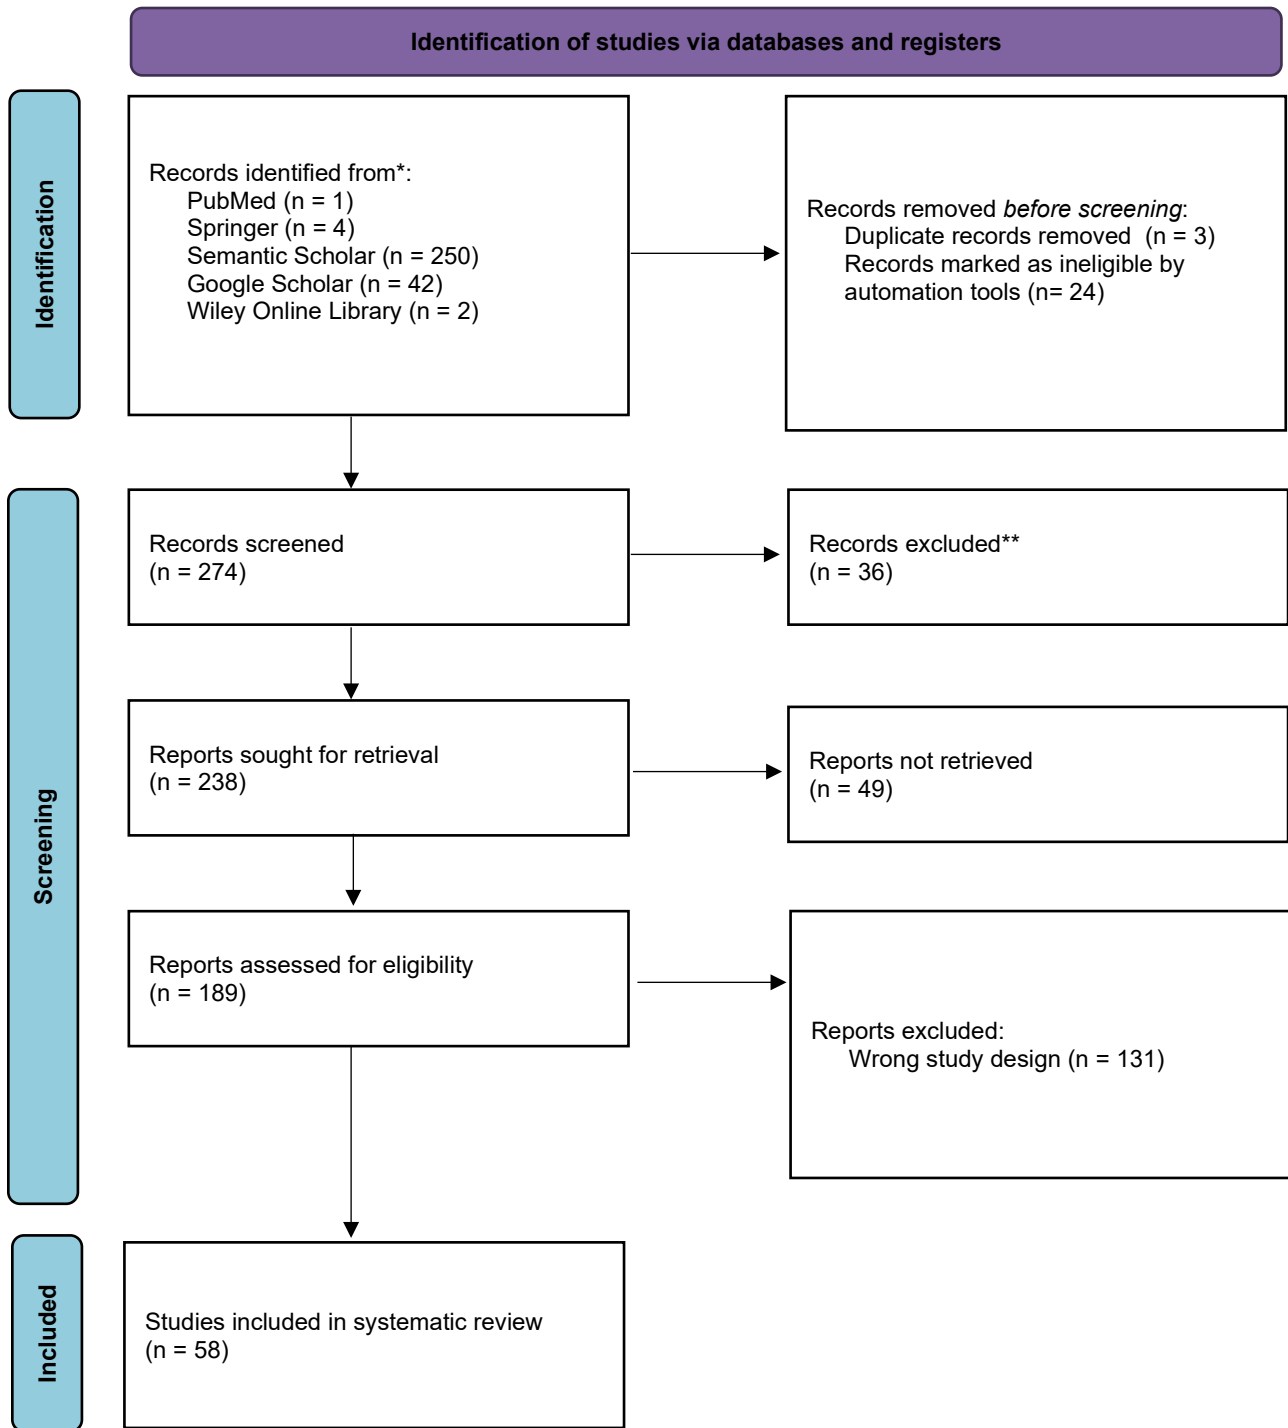 Identification of studies via databases and registers
Identification
Records identified from*:
PubMed (n = 1)
Springer (n = 4)
Semantic Scholar (n = 250)
Google Scholar (n = 42)
Wiley Online Library (n = 2)
Records removed before screening:
Duplicate records removed (n = 3)
Records marked as ineligible by
automation tools (n= 24)
Screening
Records screened
(n = 274)
Records excluded**
(n = 36)
Reports sought for retrieval
(n = 238)
Reports not retrieved
(n = 49)
Reports assessed for eligibility
(n = 189)
Reports excluded:
Wrong study design (n = 131)
Included
Studies included in systematic review
(n = 58)